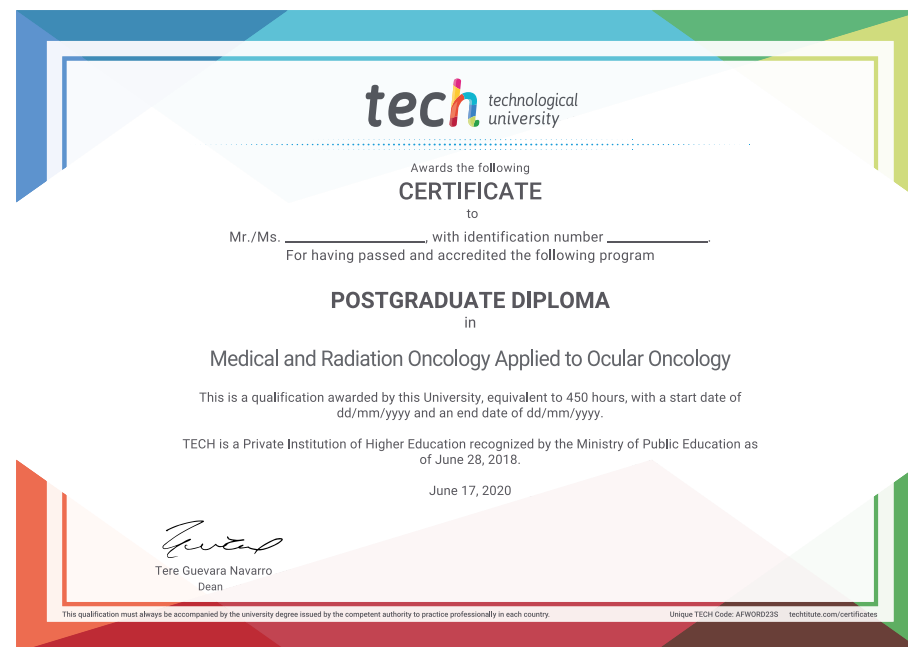 tech technological
university
Awards the following
CERTIFICATE
to
Mr./Ms. ____________________, with identification number ______________.
For having passed and accredited the following program
POSTGRADUATE DIPLOMA
in
Medical and Radiation Oncology Applied to Ocular Oncology
This is a qualification awarded by this University, equivalent to 450 hours, with a start date of
dd/mm/yyyy and an end date of dd/mm/yyyy.
TECH is a Private Institution of Higher Education recognized by the Ministry of Public Education as
of June 28, 2018.
June 17, 2020
Tere Guevara Navarro
Dean
This qualification must always be accompanied by the university degree issued by the competent authority to practice professionally in each country. Unique TECH Code: AFWORD23S techtitute.com/certificates